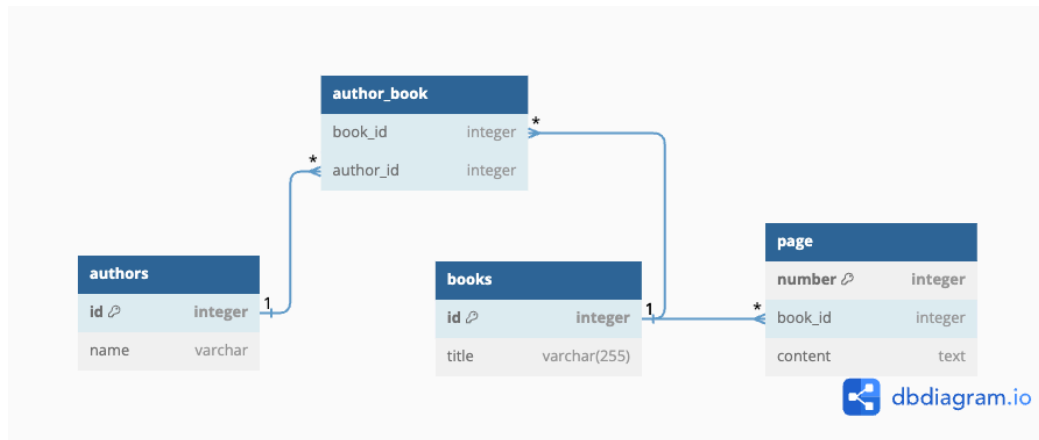 author_book
book_id integer
*
* author_id integer
authors
id integer 1
name varchar
books
id integer 1
title varchar(255)
page
number integer
* book_id integer
content text
dbdiagram.io